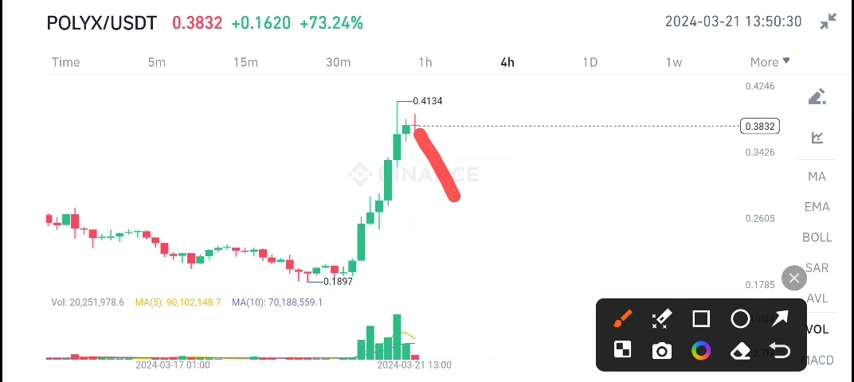 POLYX/USDT 0.3832 +0.1620 +73.24% 2024-03-21 13:50:30
Time 5m 15m 30m 1h 4h 1D 1w More
0.4246
0.4134
0.3832
0.3426
BINANCE
MA
EMA
0.2605
BOLL
SAR
0.1897
0.1785
AVL
Vol: 20,251,978.6 MA(5): 90,102,148.7 MA(10): 70,188,559.1
VOL
MACD
2024-03-17 01:00 2024-03-21 13:00